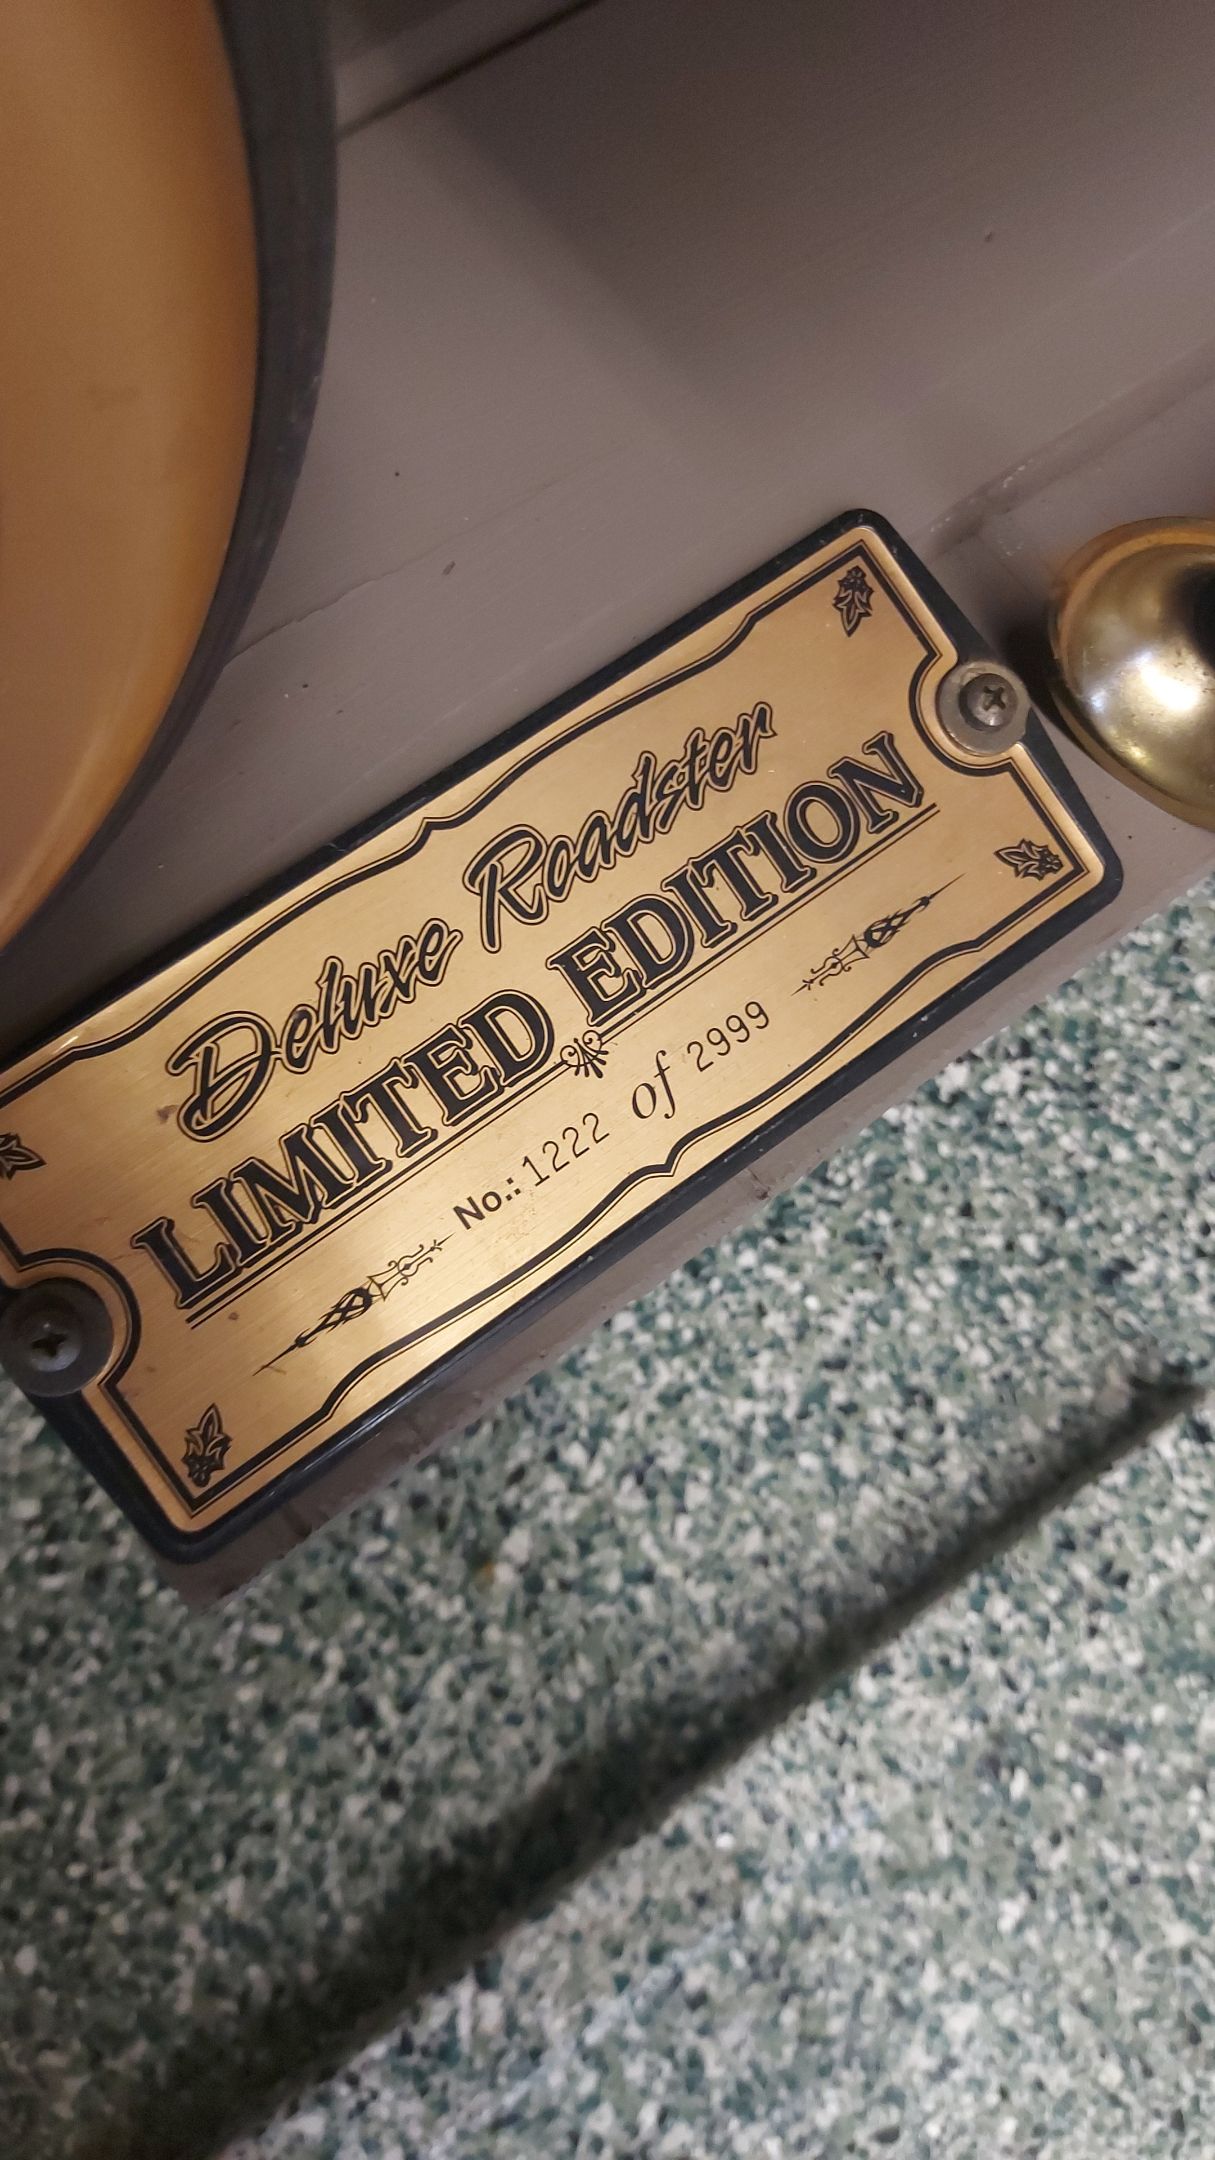 Deluxe Roadster
LIMITED EDITION
No.: 1222 of 2999